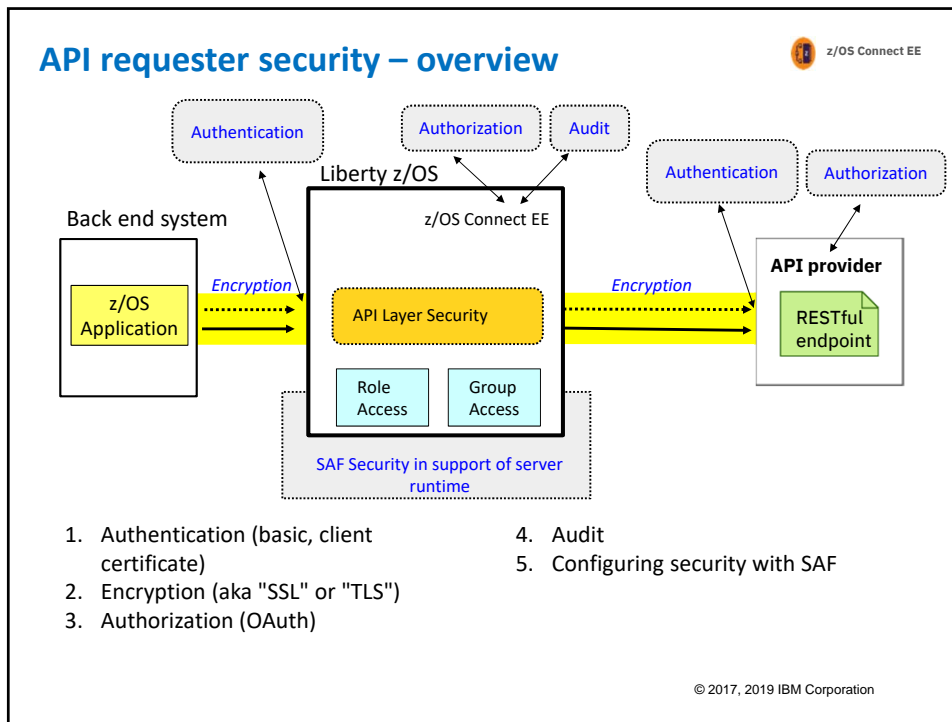 API requester security – overview
z/OS Connect EE
Authentication
Authorization
Audit
Authentication
Authorization
Liberty z/OS
Back end system
z/OS Connect EE
API provider
Encryption
Encryption
z/OS
Application
API Layer Security
RESTful
endpoint
Role
Access
Group
Access
SAF Security in support of server
runtime
1. Authentication (basic, client
certificate)
2. Encryption (aka "SSL" or "TLS")
3. Authorization (OAuth)
4. Audit
5. Configuring security with SAF
© 2017, 2019 IBM Corporation